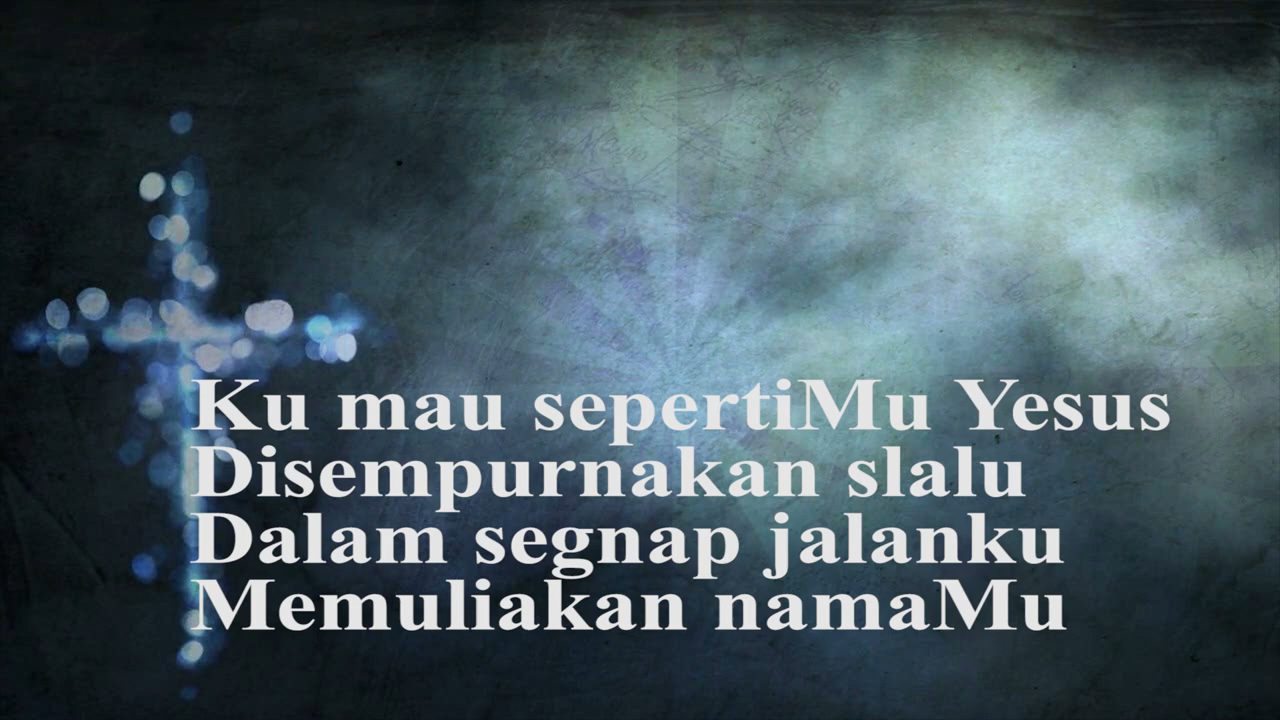 Ku mau sepertiMu Yesus
Disempurnakan slalu
Dalam segnap jalanku
Memuliakan namaMu